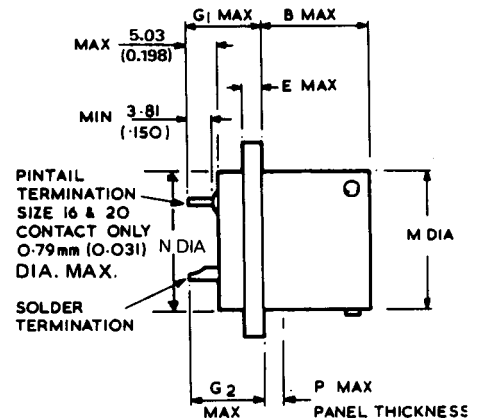 G1 MAX
B MAX
MAX 5.03
(0.198)
E MAX
MIN 3.81
(.150)
PINTAIL
TERMINATION
SIZE 16 & 20
CONTACT ONLY
0.79mm (0.031)
DIA. MAX.
N DIA
M DIA
SOLDER
TERMINATION
G2
MAX
P MAX
PANEL THICKNESS